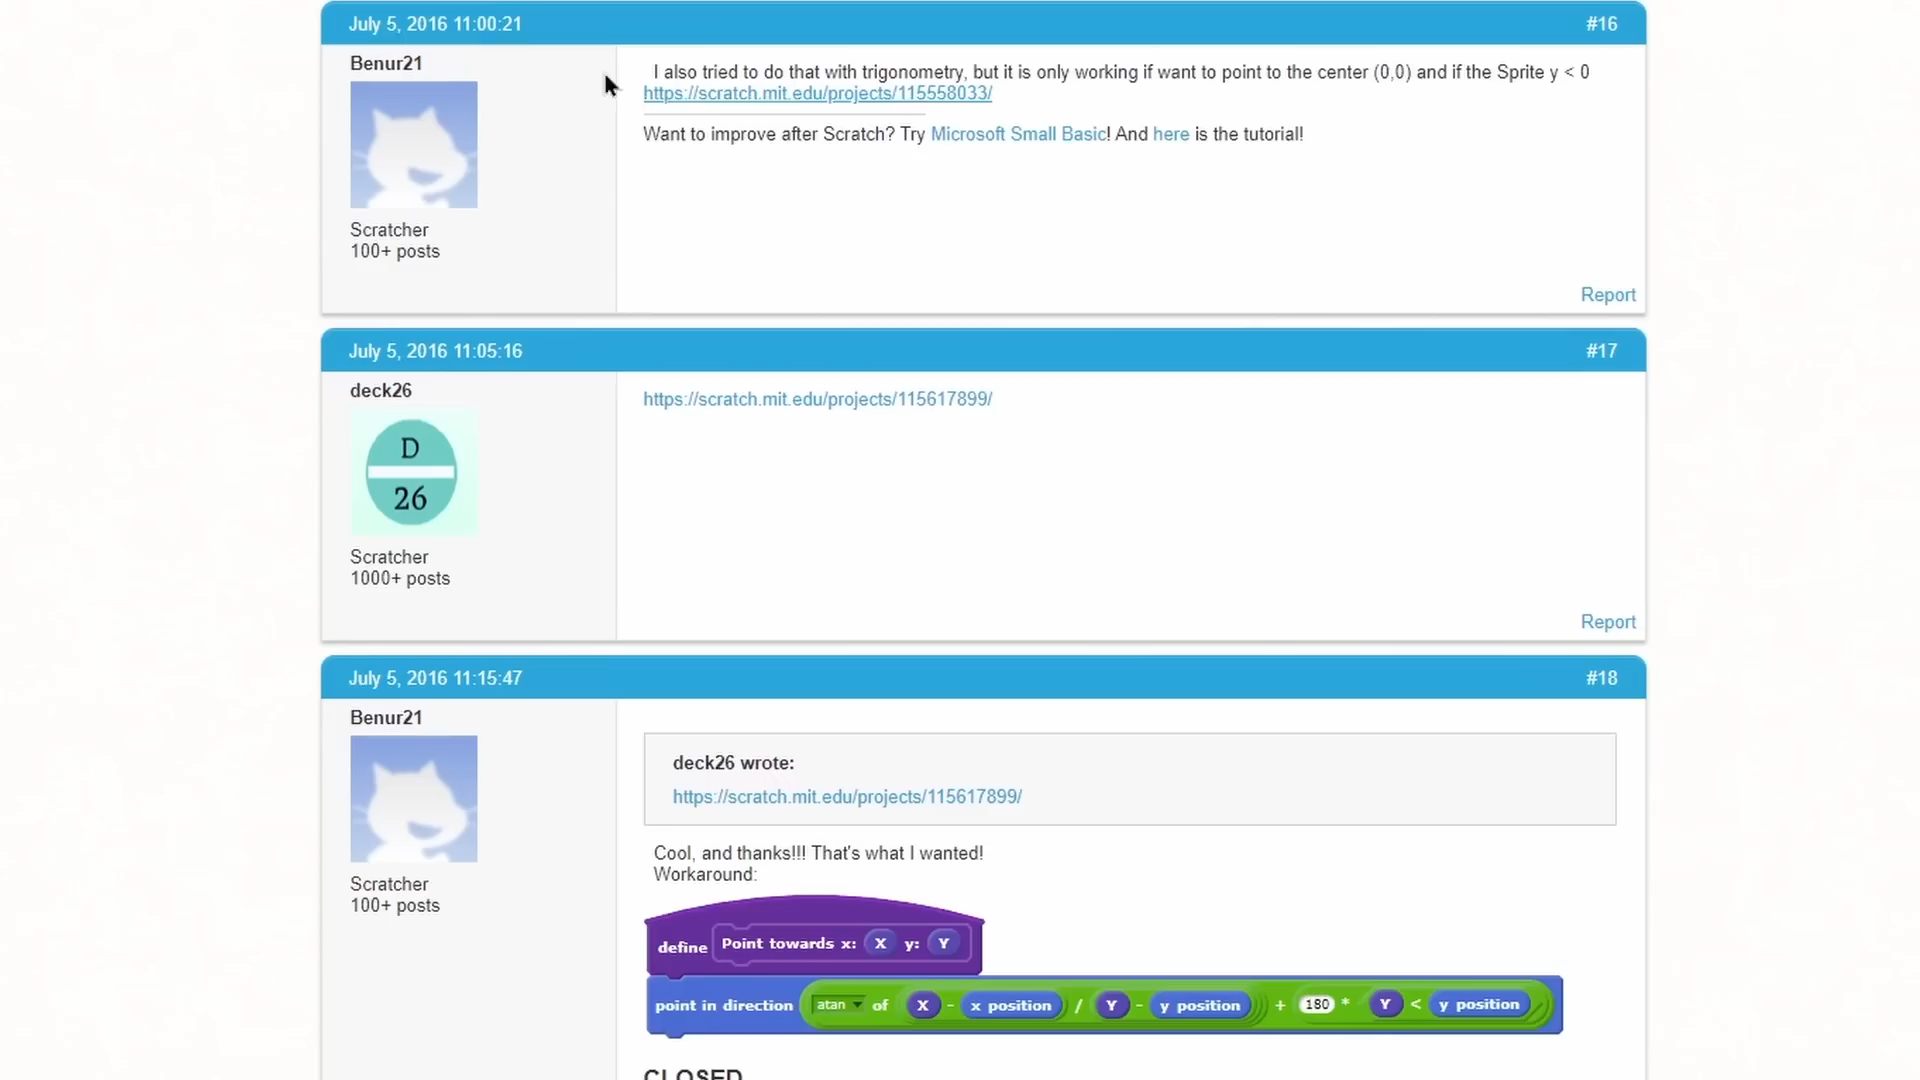 July 5, 2016 11:00:21 #16
Benur21
I also tried to do that with trigonometry, but it is only working if want to point to the center (0,0) and if the Sprite y < 0
https://scratch.mit.edu/projects/115558033/
Want to improve after Scratch? Try Microsoft Small Basic! And here is the tutorial!
Scratcher
100+ posts
Report
July 5, 2016 11:05:16 #17
deck26
https://scratch.mit.edu/projects/115617899/
D
26
Scratcher
1000+ posts
Report
July 5, 2016 11:15:47 #18
Benur21
deck26 wrote:
https://scratch.mit.edu/projects/115617899/
Cool, and thanks!!! That's what I wanted!
Workaround:
Scratcher
100+ posts
define Point towards x: X y: Y
point in direction atan of X - x position / Y - y position + 180 * Y < y position
CLOSED